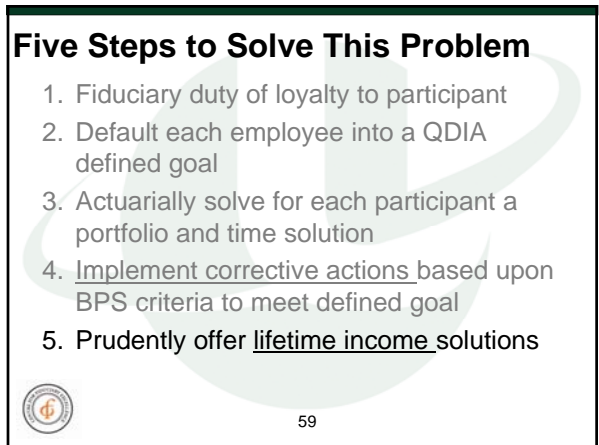 Five Steps to Solve This Problem
1. Fiduciary duty of loyalty to participant
2. Default each employee into a QDIA
defined goal
3. Actuarially solve for each participant a
portfolio and time solution
4. Implement corrective actions based upon
BPS criteria to meet defined goal
5. Prudently offer lifetime income solutions
59